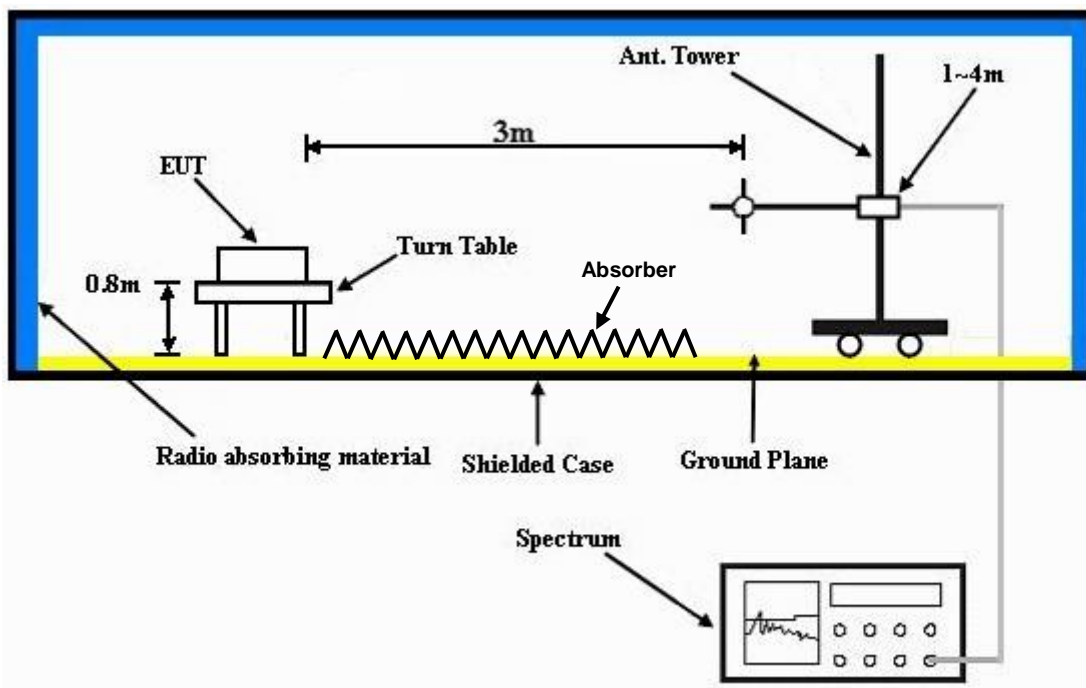 Ant. Tower
1~4m
3m
EUT
Turn Table
Absorber
0.8m
Radio absorbing material
Shielded Case
Ground Plane
Spectrum